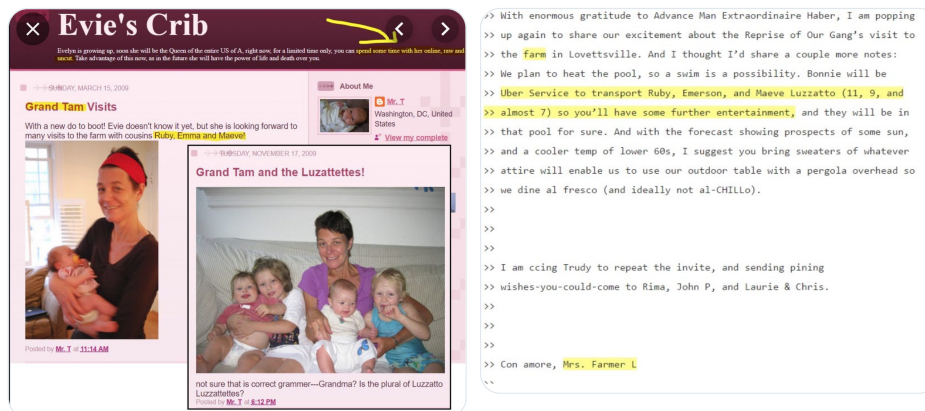 Evie's Crib
Evelyn is growing up, soon she will be the Queen of the entire US of A, right now, for a limited time only, you can spend some time with her online, raw and
uncut. Take advantage of this now, as in the future she will have the power of life and death over you.
SUNDAY, MARCH 15, 2009
Grand Tam Visits
With a new do to boot! Evie doesn't know it yet, but she is looking forward to
many visits to the farm with cousins Ruby, Emma and Maeve!
Posted by Mr. T at 11:14 AM
About Me
Mr. T
Washington, DC, United
States
View my complete
TUESDAY, NOVEMBER 17, 2009
Grand Tam and the Luzattettes!
not sure that is correct grammer---Grandma? Is the plural of Luzzatto
Luzzattettes?
Posted by Mr. T at 6:12 PM
>> With enormous gratitude to Advance Man Extraordinaire Haber, I am popping
>> up again to share our excitement about the Reprise of Our Gang's visit to
>> the farm in Lovettsville. And I thought I'd share a couple more notes:
>> We plan to heat the pool, so a swim is a possibility. Bonnie will be
>> Uber Service to transport Ruby, Emerson, and Maeve Luzzatto (11, 9, and
>> almost 7) so you'll have some further entertainment, and they will be in
>> that pool for sure. And with the forecast showing prospects of some sun,
>> and a cooler temp of lower 60s, I suggest you bring sweaters of whatever
>> attire will enable us to use our outdoor table with a pergola overhead so
>> we dine al fresco (and ideally not al-CHILLo).
>>
>>
>> I am ccing Trudy to repeat the invite, and sending pining
>> wishes-you-could-come to Rima, John P, and Laurie & Chris.
>>
>>
>> Con amore, Mrs. Farmer L